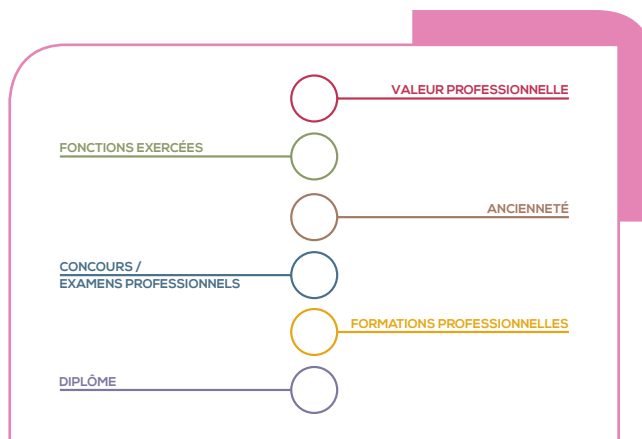 VALEUR PROFESSIONNELLE
FONCTIONS EXERCÉES
ANCIENNETÉ
CONCOURS /
EXAMENS PROFESSIONNELS
FORMATIONS PROFESSIONNELLES
DIPLÔME